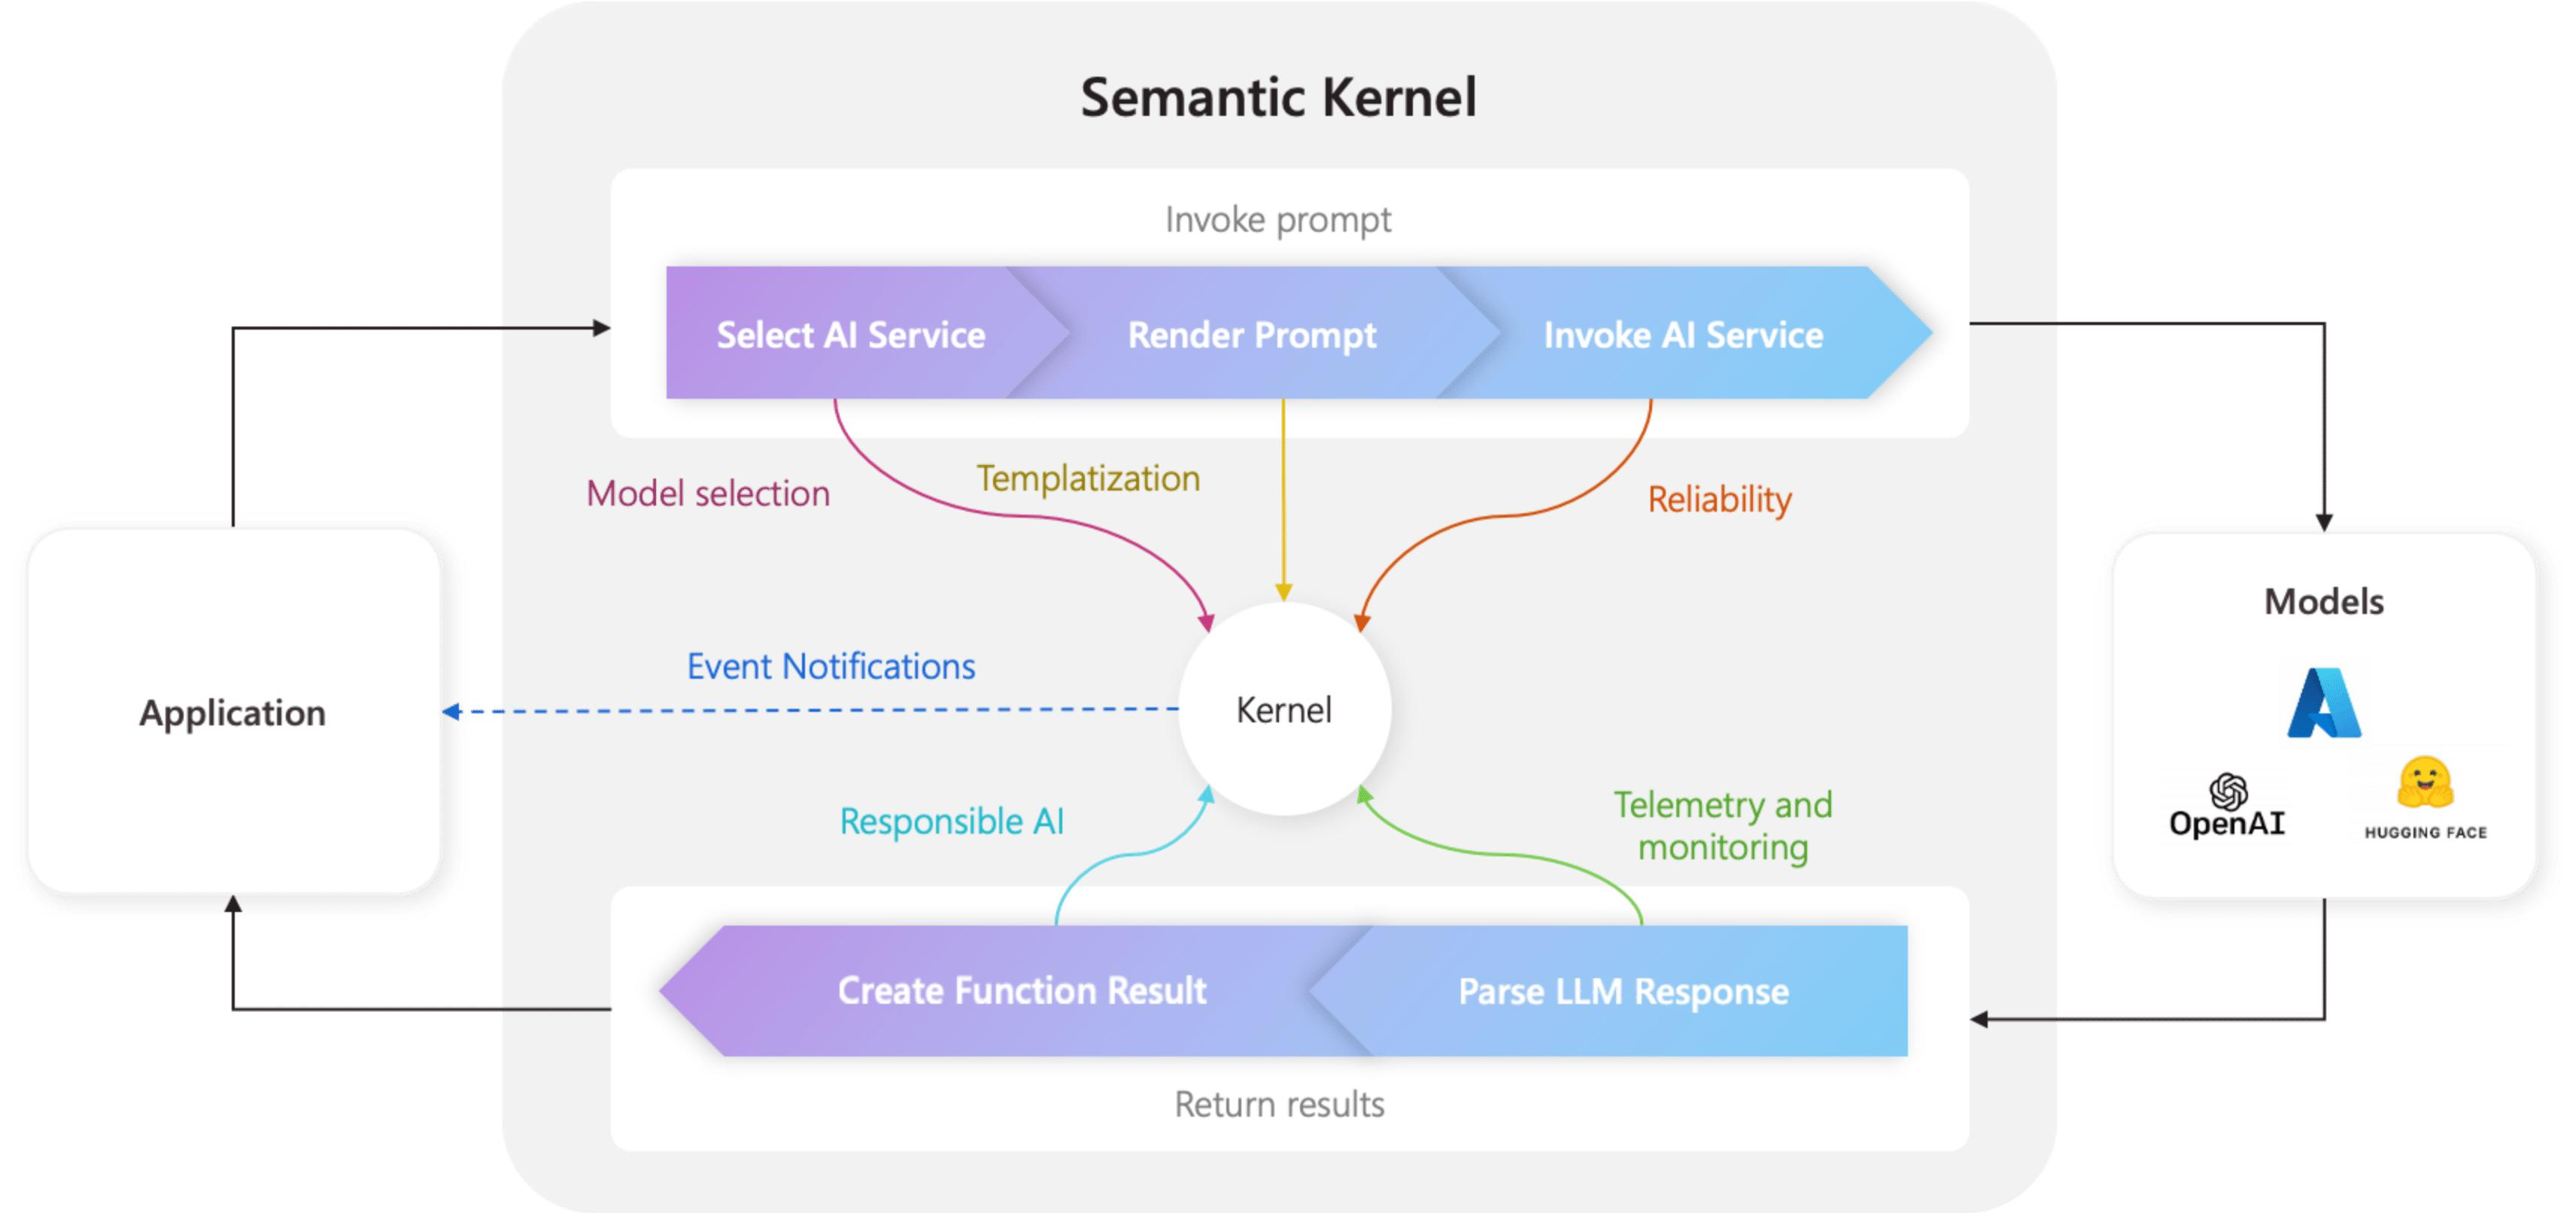 Semantic Kernel
Invoke prompt
Select AI Service
Render Prompt
Invoke AI Service
Model selection
Templatization
Reliability
Application
Event Notifications
Kernel
Models
OpenAI
HUGGING FACE
Responsible AI
Telemetry and
monitoring
Create Function Result
Parse LLM Response
Return results